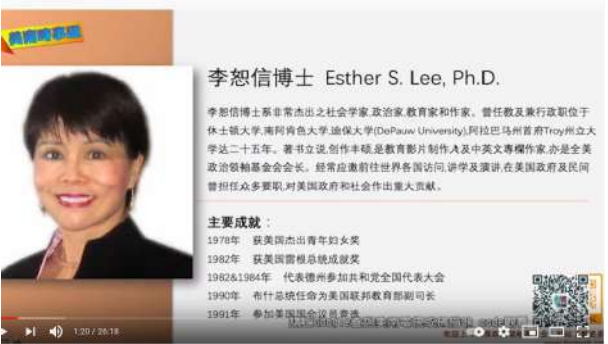 美南時事通
李恕信博士 Esther S. Lee, Ph.D.
李恕信博士系非常杰出之社会学家,政治家,教育家和作家。曾任教及兼行政职位于
休士顿大学,南阿肯色大学,迪保大学(DePauw University),阿拉巴马州首府Troy州立大
学达二十五年。著书立说,创作丰硕,是教育影片制作人及中英文專欄作家,亦是全美
政治领袖基金会会长。经常应邀前往世界各国访问,讲学及演讲,在美国政府及民间
曾担任众多要职,对美国政府和社会作出重大贡献。
主要成就：
1978年 获美国杰出青年妇女奖
1982年 获美国雷根总统成就奖
1982&1984年 代表德州参加共和党全国代表大会
1990年 布什总统任命为美国联邦教育部副司长
1991年 参加美国国会议员竞选
1:20 / 26:18